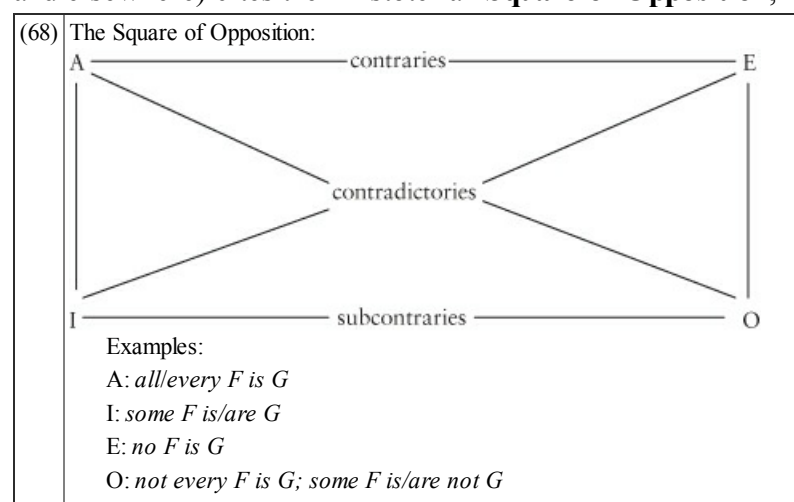 (68) The Square of Opposition:
A contraries E
contradictories
I subcontraries O
Examples:
A: all/every F is G
I: some F is/are G
E: no F is G
O: not every F is G; some F is/are not G